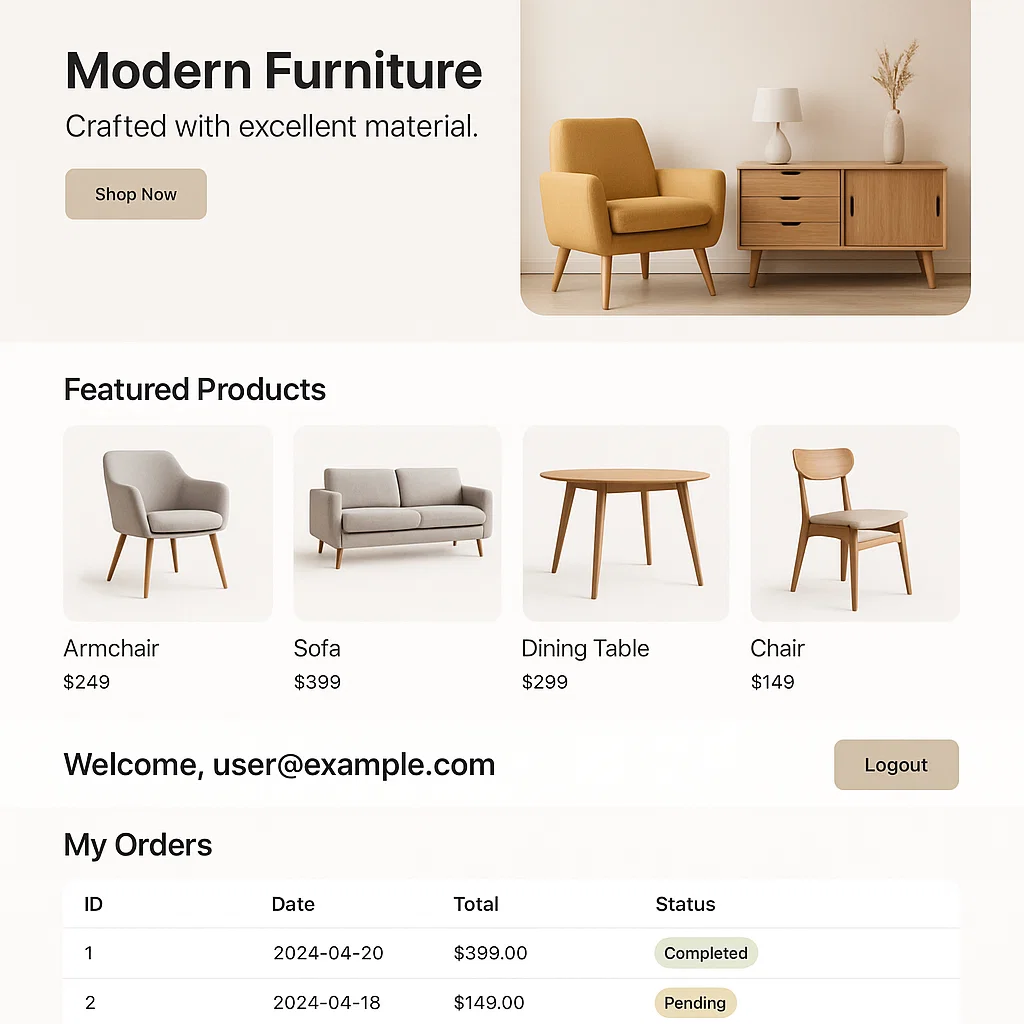 Modern Furniture
Crafted with excellent material.
Shop Now
Featured Products
Armchair
$249
Sofa
$399
Dining Table
$299
Chair
$149
Welcome, user@example.com
Logout
My Orders
ID Date Total Status
1 2024-04-20 $399.00 Completed
2 2024-04-18 $149.00 Pending